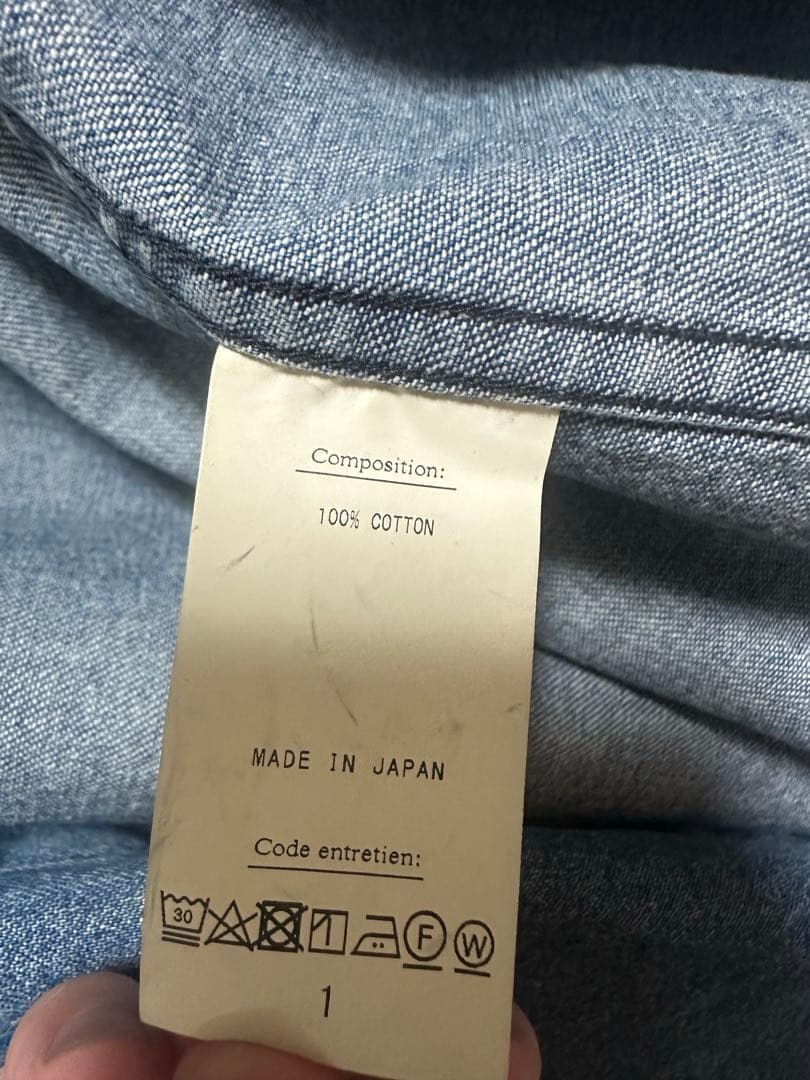 Composition:
100% COTTON
MADE IN JAPAN
Code entretien:
30 F W
1